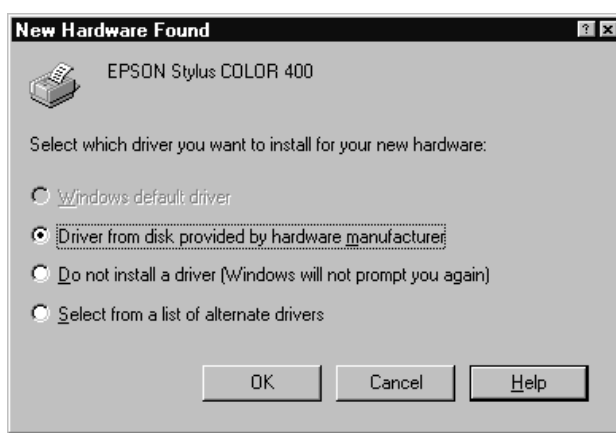 New Hardware Found
EPSON Stylus COLOR 400
Select which driver you want to install for your new hardware:
Windows default driver
Driver from disk provided by hardware manufacturer
Do not install a driver (Windows will not prompt you again)
Select from a list of alternate drivers
OK Cancel Help